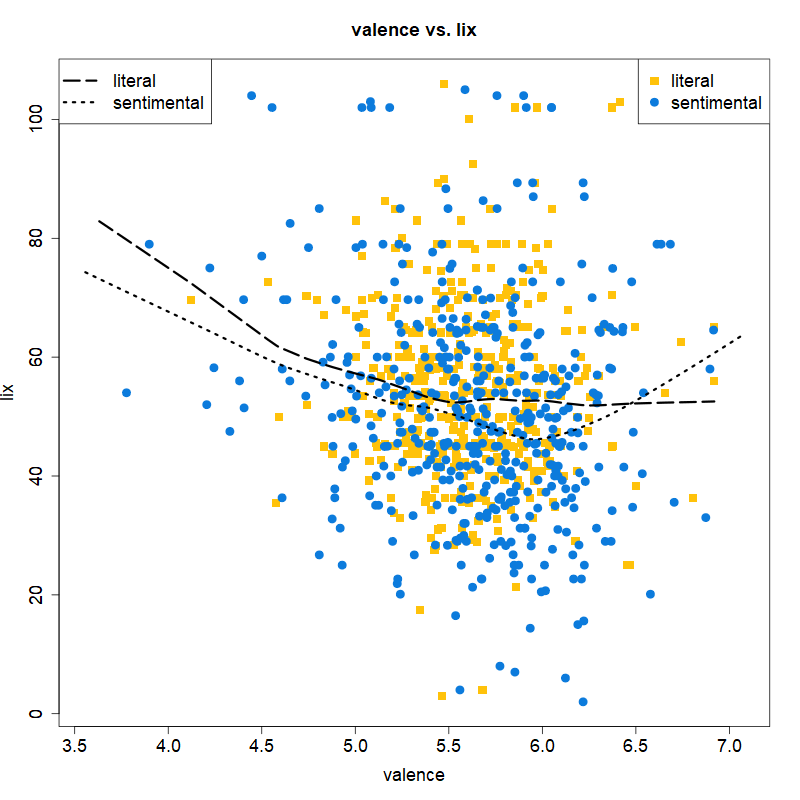 valence vs. lix
literal
sentimental
literal
sentimental
100
80
60
40
20
0
lix
3.5 4.0 4.5 5.0 5.5 6.0 6.5 7.0
valence